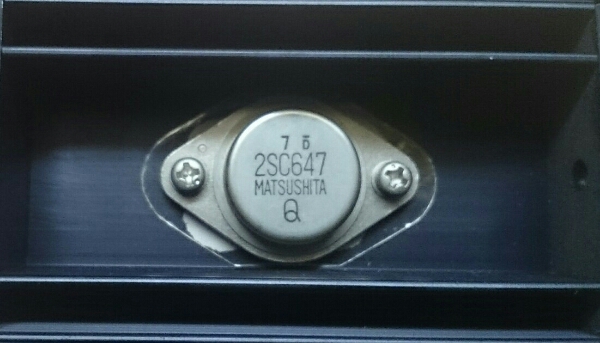 7 ō
2SC647
MATSUSHITA
Q